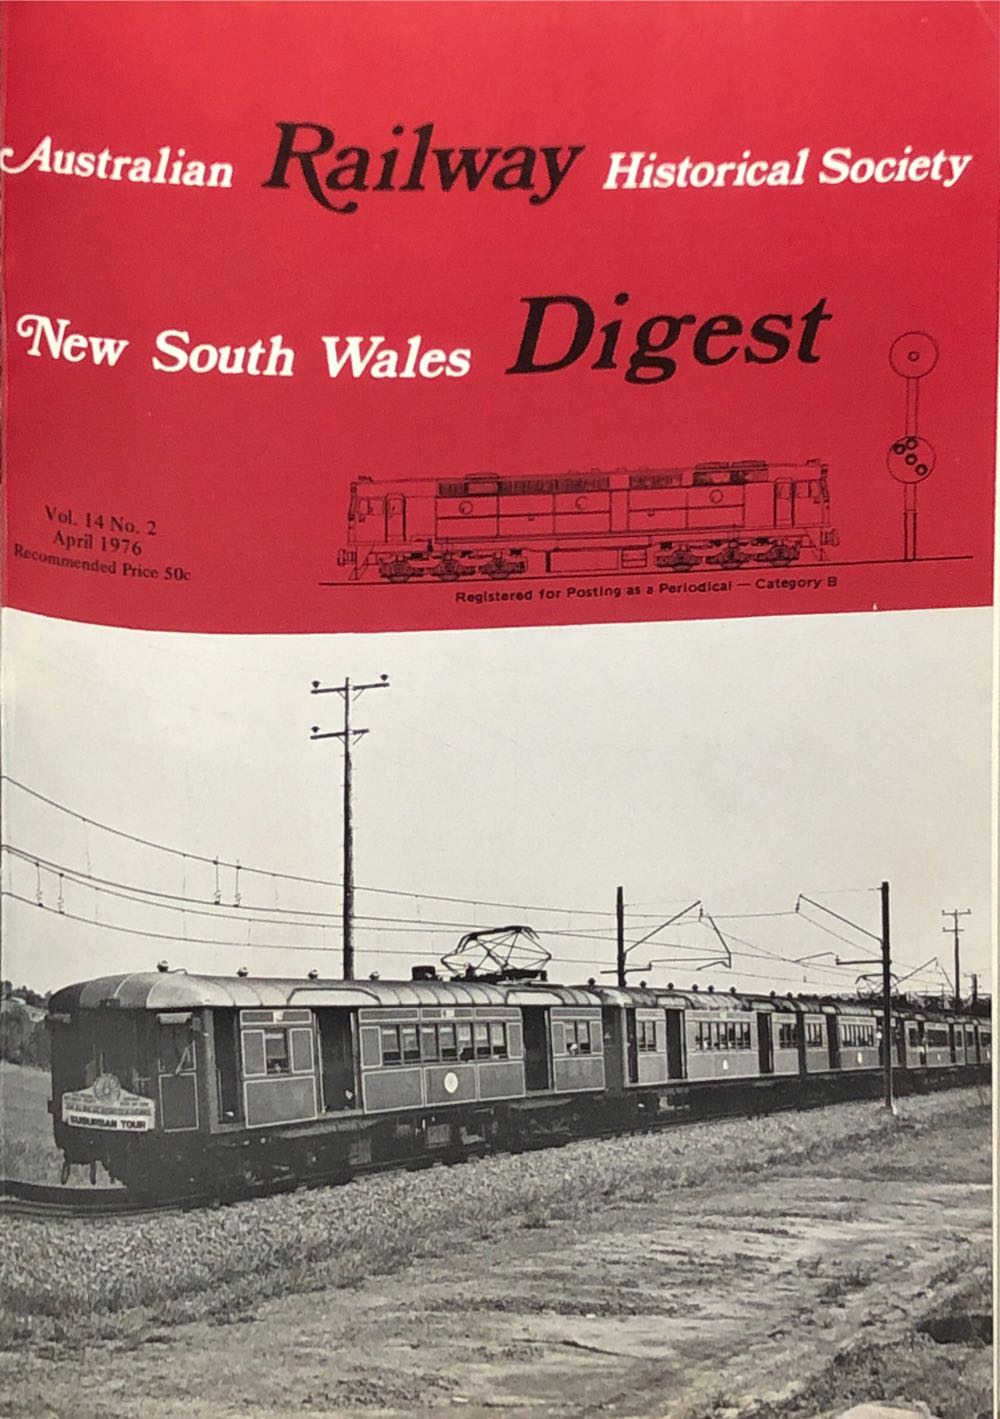 Australian Railway Historical Society
New South Wales Digest
Vol. 14 No. 2
April 1976
Recommended Price 50c
Registered for Posting as a Periodical — Category B
SUBURBAN TOUR